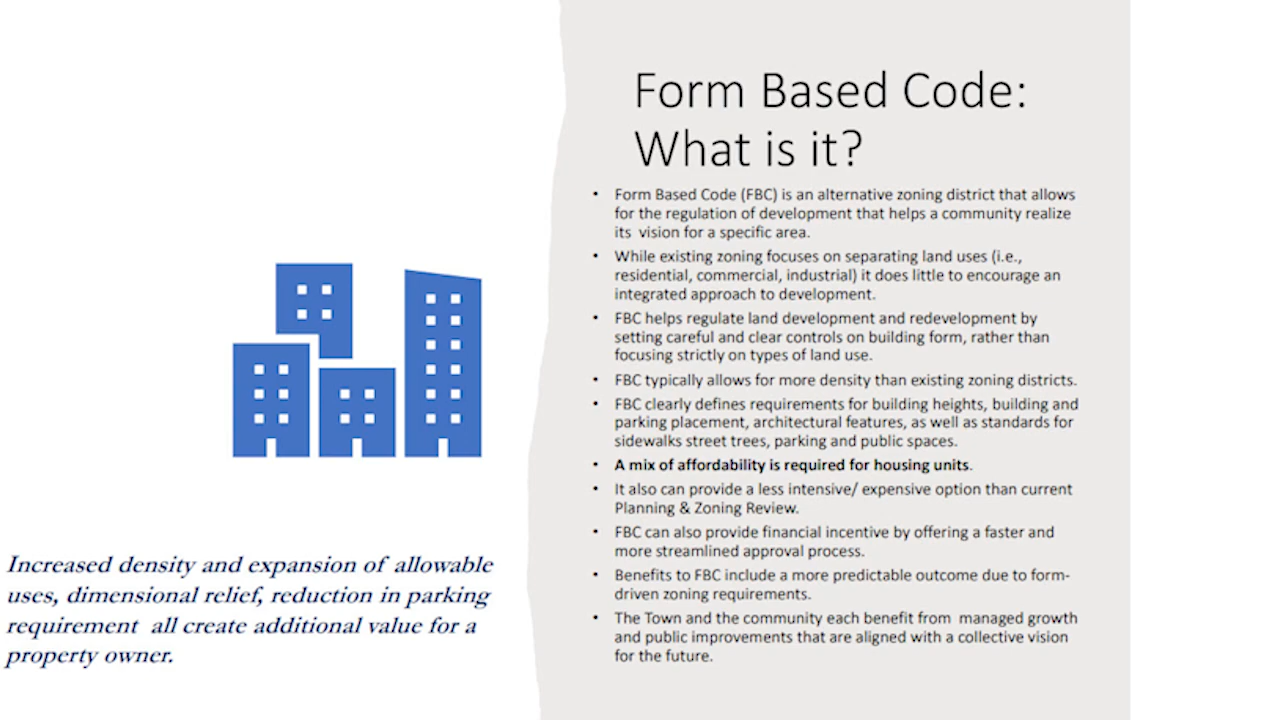 Form Based Code:
What is it?
• Form Based Code (FBC) is an alternative zoning district that allows
for the regulation of development that helps a community realize
its vision for a specific area.
• While existing zoning focuses on separating land uses (i.e.,
residential, commercial, industrial) it does little to encourage an
integrated approach to development.
• FBC helps regulate land development and redevelopment by
setting careful and clear controls on building form, rather than
focusing strictly on types of land use.
• FBC typically allows for more density than existing zoning districts.
• FBC clearly defines requirements for building heights, building and
parking placement, architectural features, as well as standards for
sidewalks street trees, parking and public spaces.
• A mix of affordability is required for housing units.
• It also can provide a less intensive/ expensive option than current
Planning & Zoning Review.
• FBC can also provide financial incentive by offering a faster and
more streamlined approval process.
• Benefits to FBC include a more predictable outcome due to form-
driven zoning requirements.
• The Town and the community each benefit from managed growth
and public improvements that are aligned with a collective vision
for the future.
Increased density and expansion of allowable
uses, dimensional relief, reduction in parking
requirement all create additional value for a
property owner.